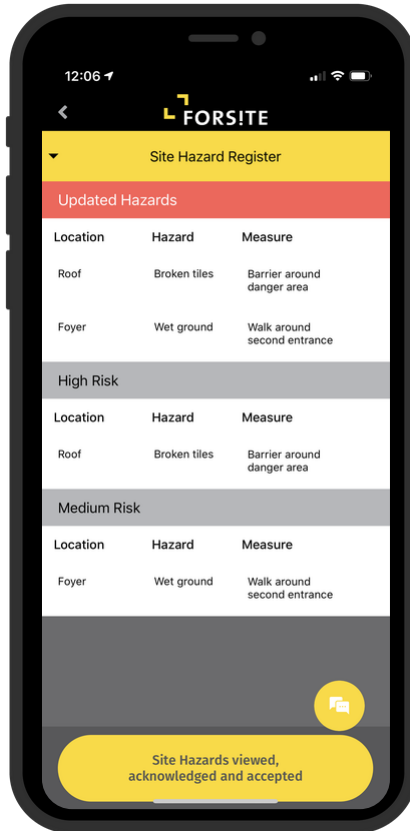 12:06
FORS!TE
Site Hazard Register
Updated Hazards
Location Hazard Measure
Roof Broken tiles Barrier around
danger area
Foyer Wet ground Walk around
second entrance
High Risk
Location Hazard Measure
Roof Broken tiles Barrier around
danger area
Medium Risk
Location Hazard Measure
Foyer Wet ground Walk around
second entrance
Site Hazards viewed,
acknowledged and accepted